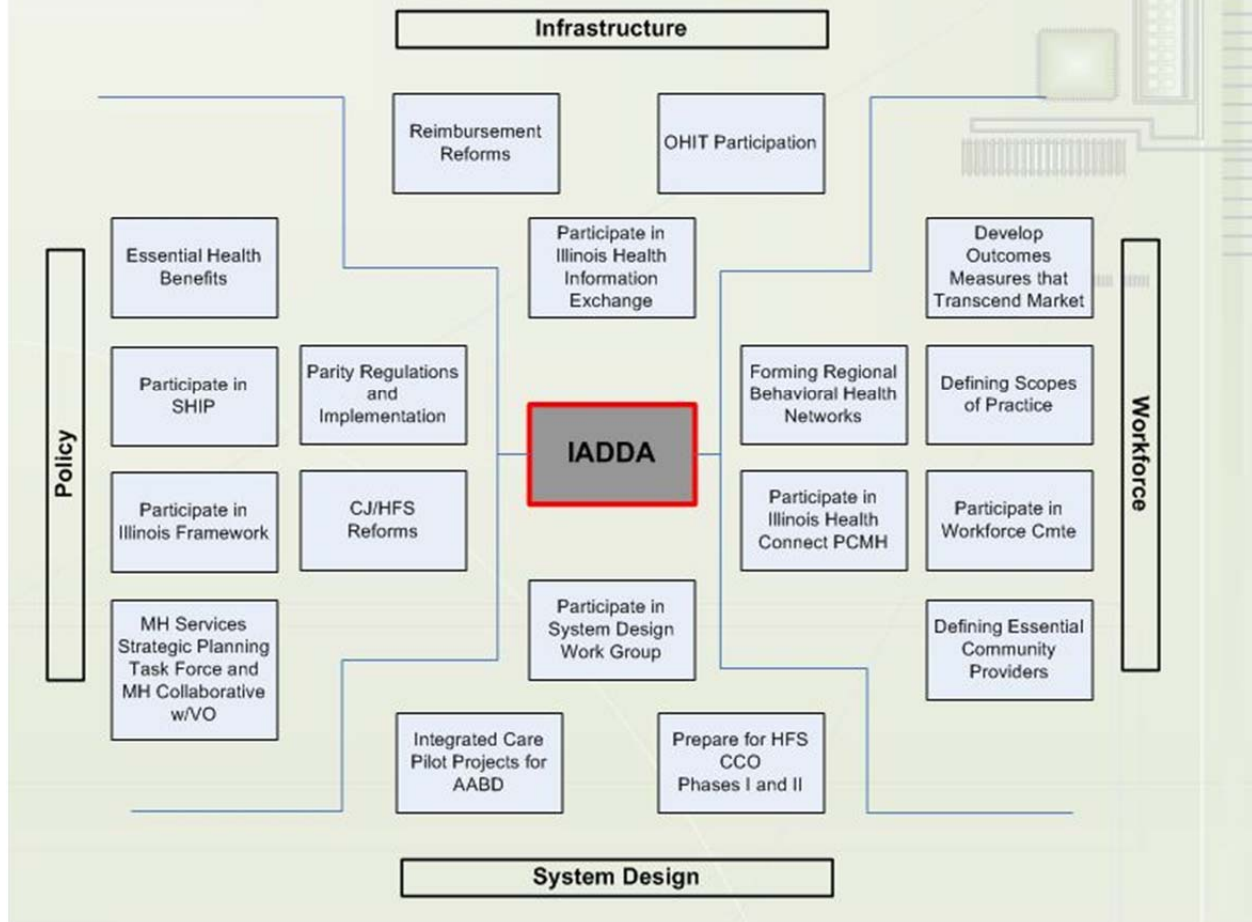 Infrastructure
Reimbursement
Reforms
OHIT Participation
Essential Health
Benefits
Participate in
Illinois Health
Information
Exchange
Develop
Outcomes
Measures that
Transcend Market
Policy
Participate in
SHIP
Parity Regulations
and
Implementation
IADDA
Forming Regional
Behavioral Health
Networks
Defining Scopes
of Practice
Workforce
Participate in
Illinois Framework
CJ/HFS
Reforms
Participate in
Illinois Health
Connect PCMH
Participate in
Workforce Cmte
MH Services
Strategic Planning
Task Force and
MH Collaborative
w/VO
Participate in
System Design
Work Group
Defining Essential
Community
Providers
Integrated Care
Pilot Projects for
AABD
Prepare for HFS
CCO
Phases I and II
System Design